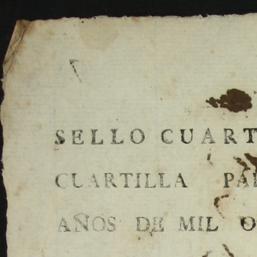 SELLO CUART
CUARTILLA PA
AÑOS DE MIL O